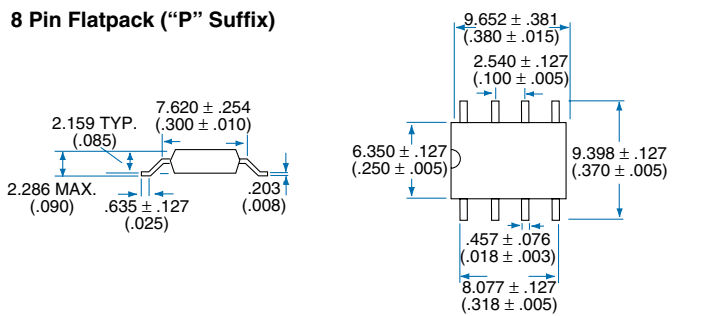 8 Pin Flatpack (“P” Suffix)
9.652 ± .381
(.380 ± .015)
2.540 ± .127
(.100 ± .005)
7.620 ± .254
(.300 ± .010)
2.159 TYP.
(.085)
6.350 ± .127
(.250 ± .005)
9.398 ± .127
(.370 ± .005)
2.286 MAX.
(.090)
.635 ± .127
(.025)
.203
(.008)
.457 ± .076
(.018 ± .003)
8.077 ± .127
(.318 ± .005)